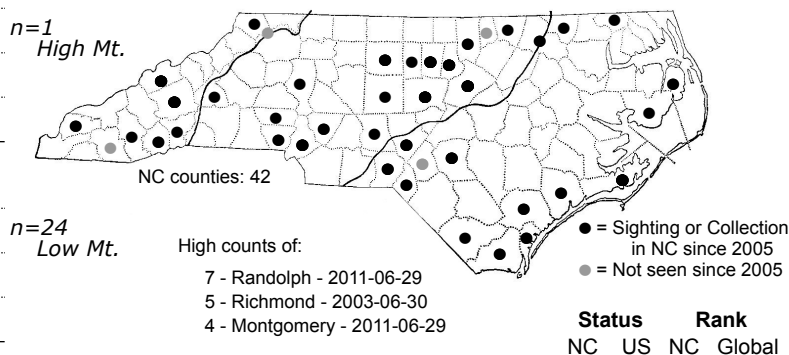 n=1
High Mt.
NC counties: 42
n=24
Low Mt.
High counts of:
7 - Randolph - 2011-06-29
5 - Richmond - 2003-06-30
4 - Montgomery - 2011-06-29
● = Sighting or Collection
in NC since 2005
● = Not seen since 2005
Status Rank
NC US NC Global